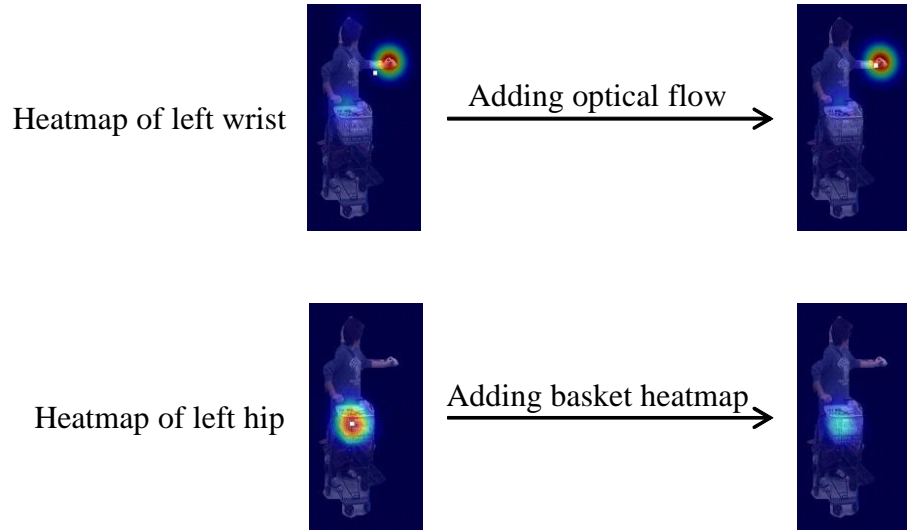 Heatmap of left wrist
Adding optical flow
Heatmap of left hip
Adding basket heatmap